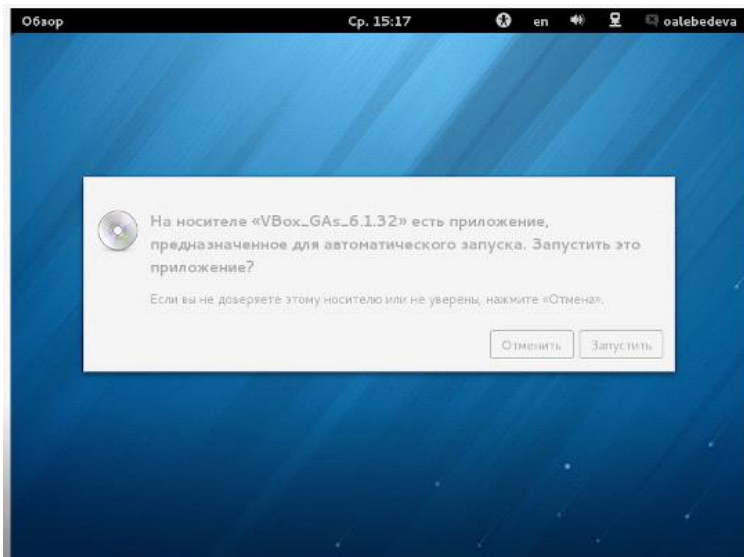 Обзор Ср. 15:17 en oalebedeva
На носителе «VBox_GAs_6.1.32» есть приложение,
предназначенное для автоматического запуска. Запустить это
приложение?
Если вы не доверяете этому носителю или не уверены, нажмите «Отмена».
Отменить Запустить